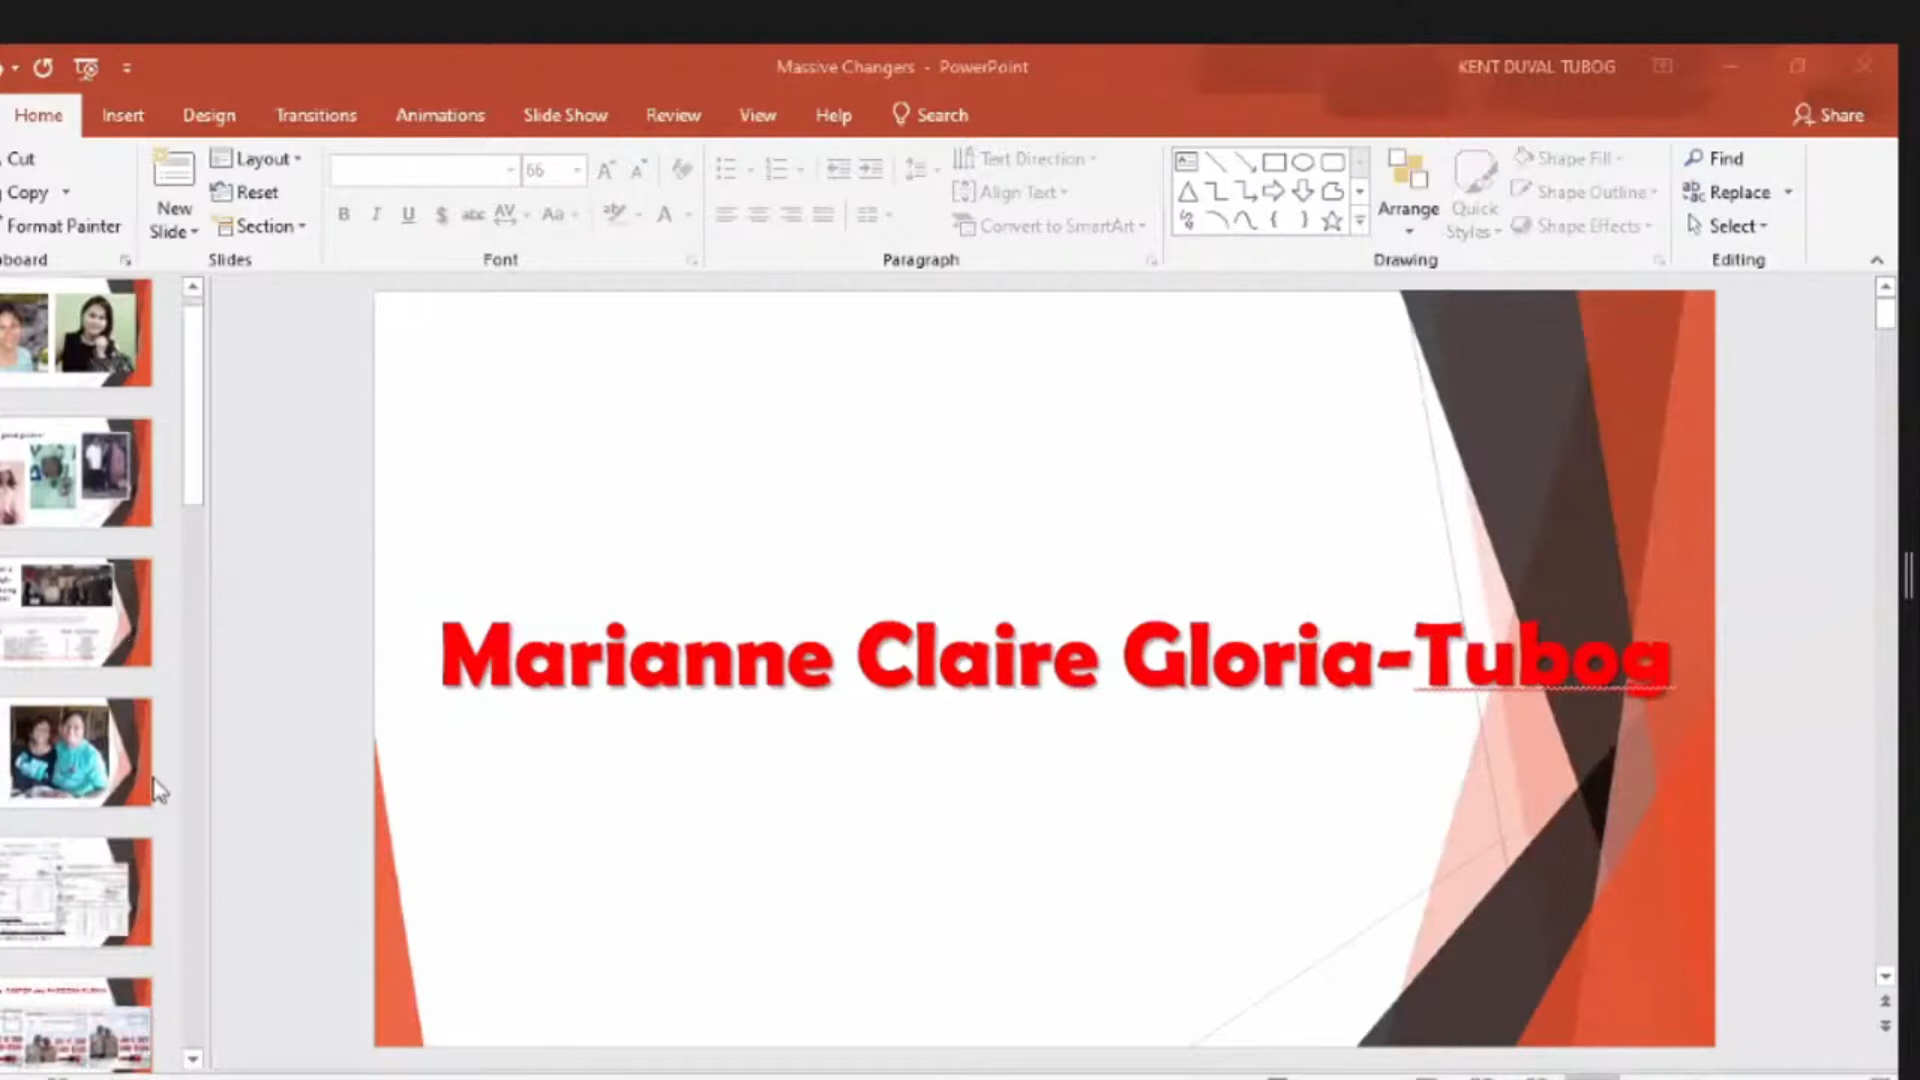 Massive Changers - PowerPoint
KENT DUVAL TUBOG
Home Insert Design Transitions Animations Slide Show Review View Help Search Share
Cut
Copy
Format Painter
New Slide
Layout
Reset
Section
Slides
66
Font
Text Direction
Align Text
Convert to SmartArt
Paragraph
Arrange
Quick Styles
Shape Fill
Shape Outline
Shape Effects
Drawing
Find
Replace
Select
Editing
Marianne Claire Gloria-Tubog